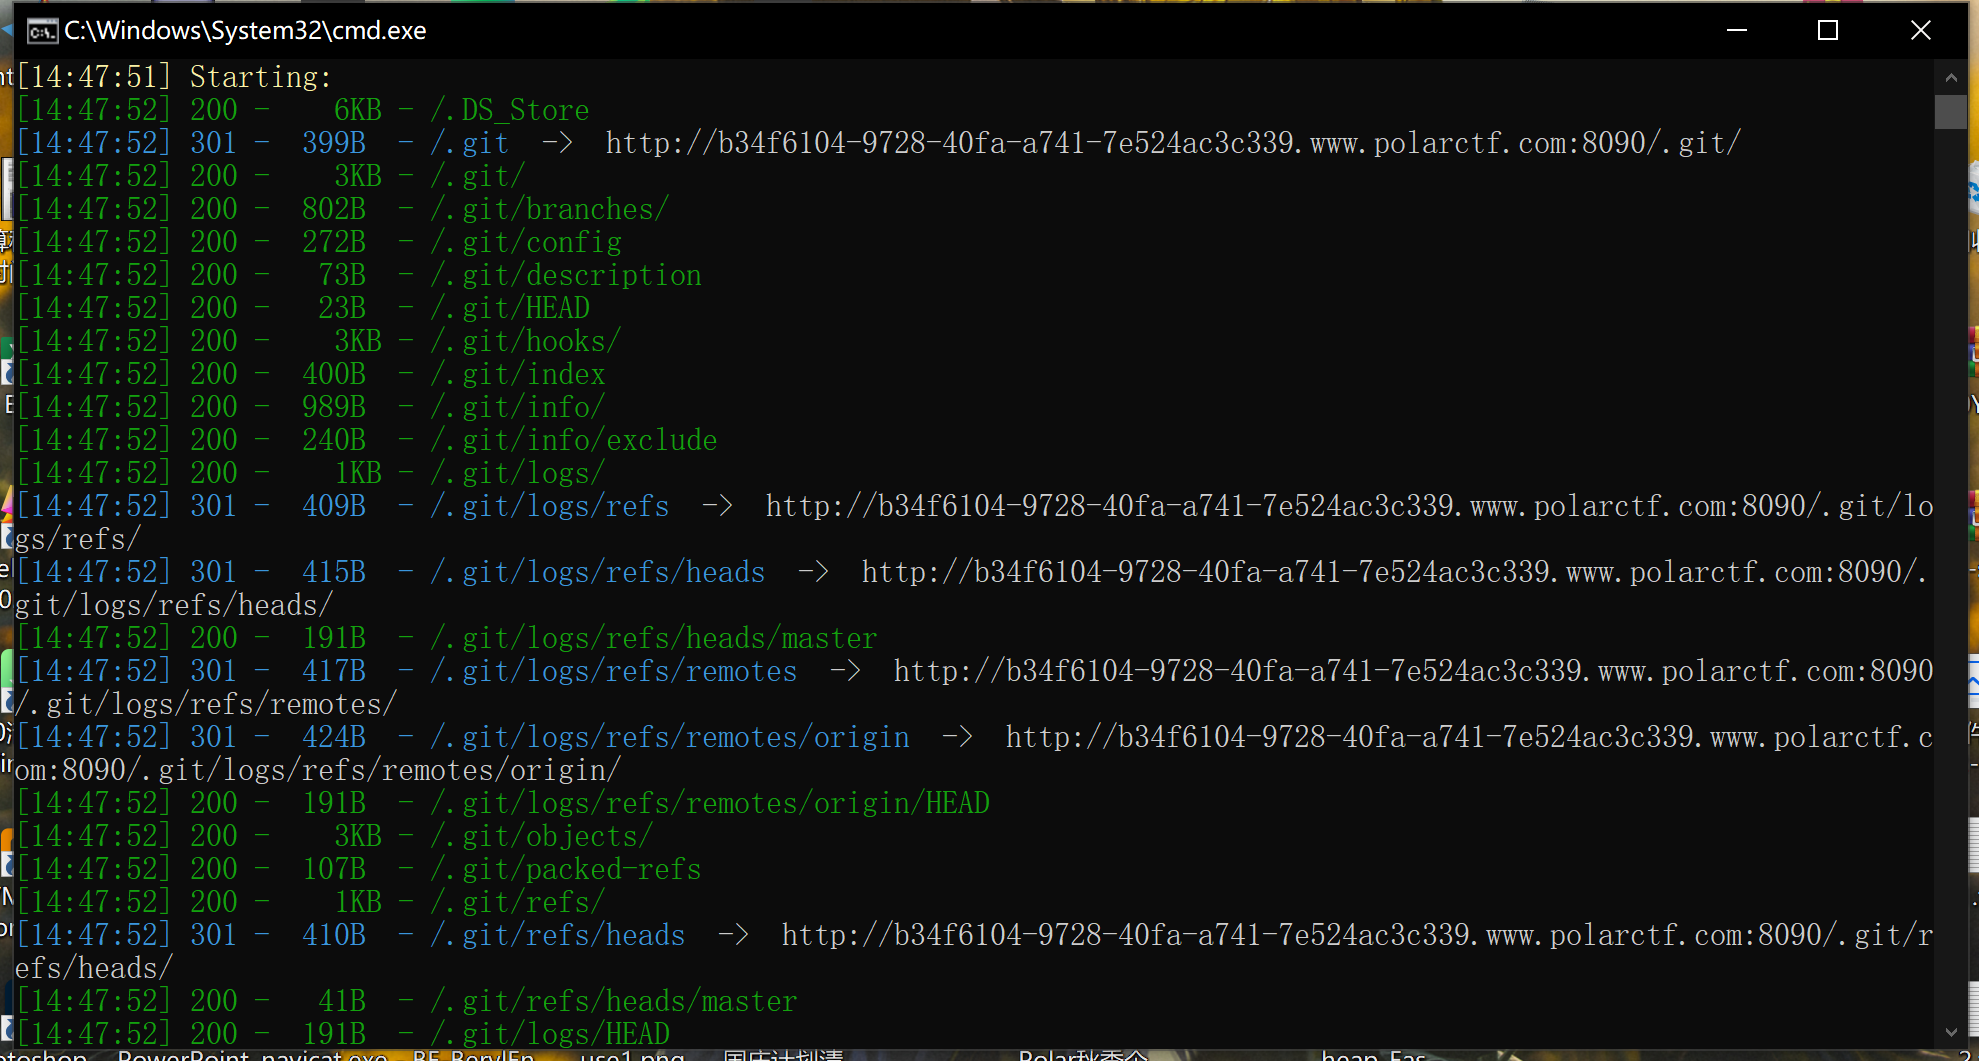 C:\Windows\System32\cmd.exe
[14:47:51] Starting:
[14:47:52] 200 -    6KB - /.DS_Store
[14:47:52] 301 -  399B  - /.git  ->  http://b34f6104-9728-40fa-a741-7e524ac3c339.www.polarctf.com:8090/.git/
[14:47:52] 200 -    3KB - /.git/
[14:47:52] 200 -  802B  - /.git/branches/
[14:47:52] 200 -  272B  - /.git/config
[14:47:52] 200 -   73B  - /.git/description
[14:47:52] 200 -   23B  - /.git/HEAD
[14:47:52] 200 -    3KB - /.git/hooks/
[14:47:52] 200 -  400B  - /.git/index
[14:47:52] 200 -  989B  - /.git/info/
[14:47:52] 200 -  240B  - /.git/info/exclude
[14:47:52] 200 -    1KB - /.git/logs/
[14:47:52] 301 -  409B  - /.git/logs/refs  ->  http://b34f6104-9728-40fa-a741-7e524ac3c339.www.polarctf.com:8090/.git/lo
gs/refs/
[14:47:52] 301 -  415B  - /.git/logs/refs/heads  ->  http://b34f6104-9728-40fa-a741-7e524ac3c339.www.polarctf.com:8090/.
git/logs/refs/heads/
[14:47:52] 200 -  191B  - /.git/logs/refs/heads/master
[14:47:52] 301 -  417B  - /.git/logs/refs/remotes  ->  http://b34f6104-9728-40fa-a741-7e524ac3c339.www.polarctf.com:8090
/.git/logs/refs/remotes/
[14:47:52] 301 -  424B  - /.git/logs/refs/remotes/origin  ->  http://b34f6104-9728-40fa-a741-7e524ac3c339.www.polarctf.c
om:8090/.git/logs/refs/remotes/origin/
[14:47:52] 200 -  191B  - /.git/logs/refs/remotes/origin/HEAD
[14:47:52] 200 -    3KB - /.git/objects/
[14:47:52] 200 -  107B  - /.git/packed-refs
[14:47:52] 200 -    1KB - /.git/refs/
[14:47:52] 301 -  410B  - /.git/refs/heads  ->  http://b34f6104-9728-40fa-a741-7e524ac3c339.www.polarctf.com:8090/.git/r
efs/heads/
[14:47:52] 200 -   41B  - /.git/refs/heads/master
[14:47:52] 200 -  191B  - /.git/logs/HEAD